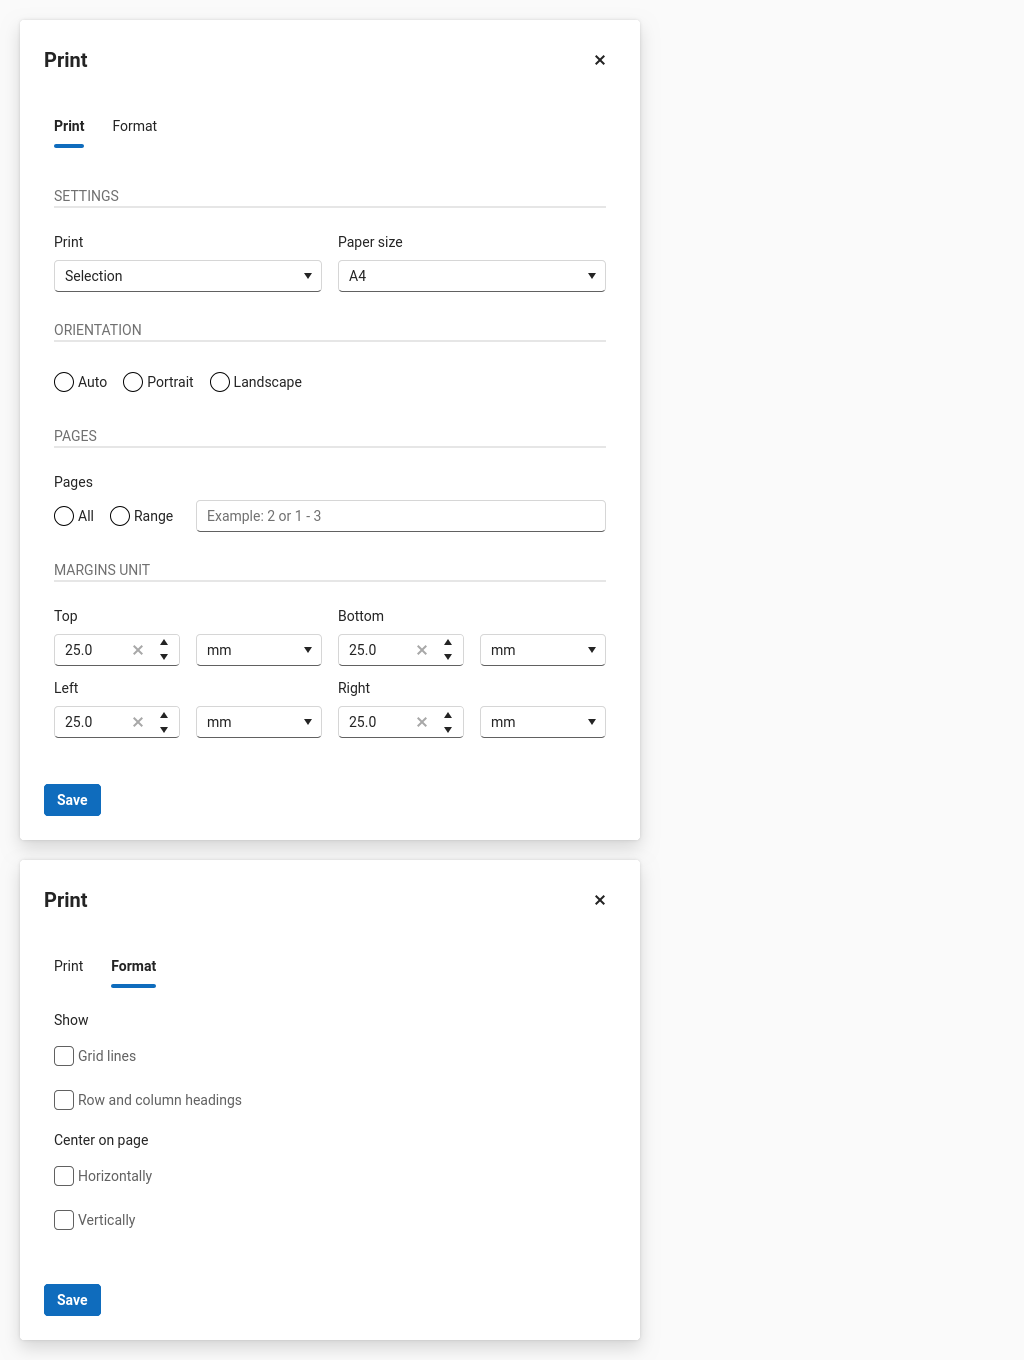 Print
Print Format
SETTINGS
Print Paper size
Selection A4
ORIENTATION
Auto Portrait Landscape
PAGES
Pages
All Range Example: 2 or 1 - 3
MARGINS UNIT
Top Bottom
25.0 mm 25.0 mm
Left Right
25.0 mm 25.0 mm
Save
Print
Print Format
Show
Grid lines
Row and column headings
Center on page
Horizontally
Vertically
Save